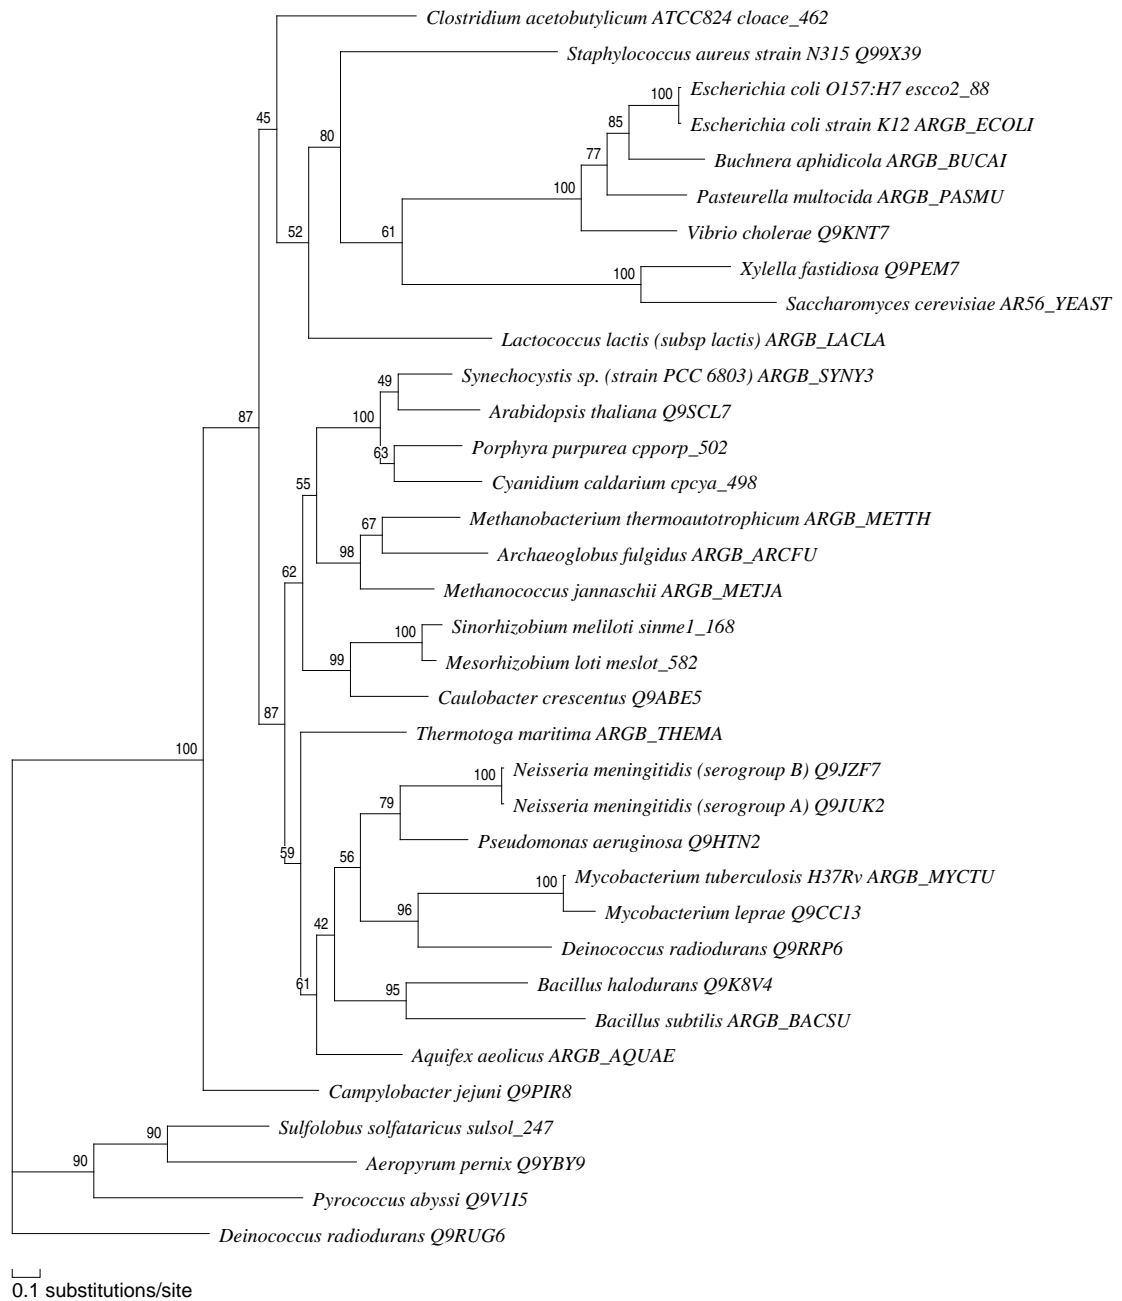 Clostridium acetobutylicum ATCC824 cloace_462
Staphylococcus aureus strain N315 Q99X39
100 Escherichia coli O157:H7 escco2_88
45
85 Escherichia coli strain K12 ARGB_ECOLI
80
77 Buchnera aphidicola ARGB_BUCAI
100 Pasteurella multocida ARGB_PASMU
52 61 Vibrio cholerae Q9KNT7
100 Xylella fastidiosa Q9PEM7
Saccharomyces cerevisiae AR56_YEAST
Lactococcus lactis (subsp lactis) ARGB_LACLA
49 Synechocystis sp. (strain PCC 6803) ARGB_SYNY3
87 100 Arabidopsis thaliana Q9SCL7
63 Porphyra purpurea cpporp_502
55 Cyanidium caldarium cpcya_498
67 Methanobacterium thermoautotrophicum ARGB_METTH
98 Archaeoglobus fulgidus ARGB_ARCFU
62 Methanococcus jannaschii ARGB_METJA
100 Sinorhizobium meliloti sinme1_168
99 Mesorhizobium loti meslot_582
Caulobacter crescentus Q9ABE5
87
Thermotoga maritima ARGB_THEMA
100
100 Neisseria meningitidis (serogroup B) Q9JZF7
79 Neisseria meningitidis (serogroup A) Q9JUK2
59 56 Pseudomonas aeruginosa Q9HTN2
100 Mycobacterium tuberculosis H37Rv ARGB_MYCTU
96 Mycobacterium leprae Q9CC13
42
Deinococcus radiodurans Q9RRP6
61 95 Bacillus halodurans Q9K8V4
Bacillus subtilis ARGB_BACSU
Aquifex aeolicus ARGB_AQUAE
Campylobacter jejuni Q9PIR8
90 Sulfolobus solfataricus sulsol_247
90 Aeropyrum pernix Q9YBY9
Pyrococcus abyssi Q9V1I5
Deinococcus radiodurans Q9RUG6
0.1 substitutions/site